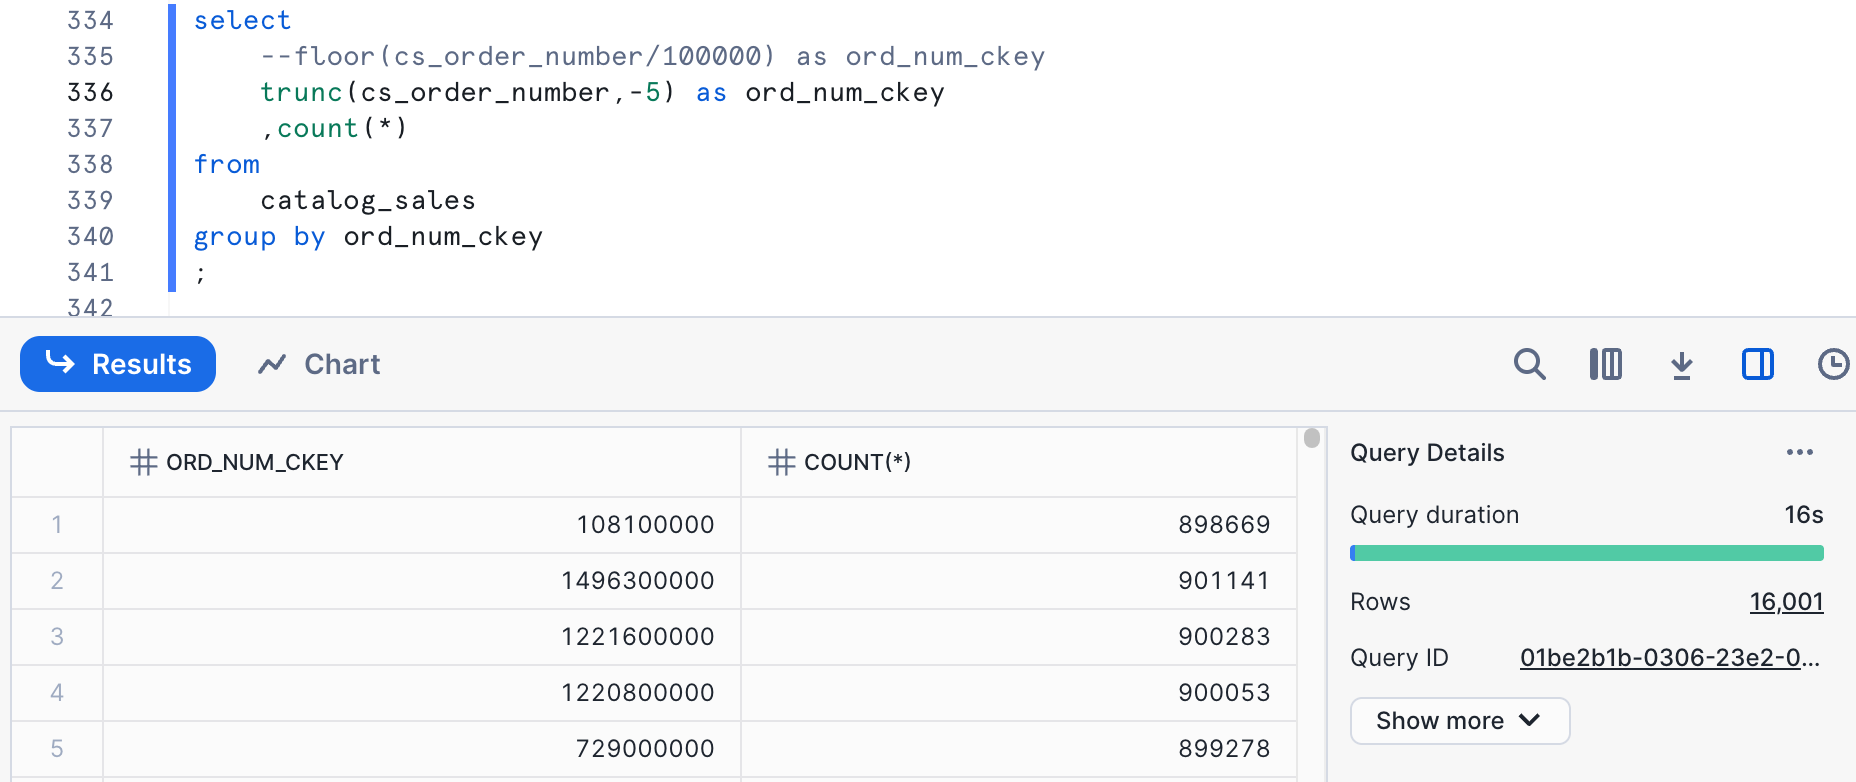 334 select
335 --floor(cs_order_number/100000) as ord_num_ckey
336 trunc(cs_order_number,-5) as ord_num_ckey
337 ,count(*)
338 from
339 catalog_sales
340 group by ord_num_ckey
341 ;
342
Results Chart
ORD_NUM_CKEY COUNT(*)
1 108100000 898669
2 1496300000 901141
3 1221600000 900283
4 1220800000 900053
5 729000000 899278
Query Details ...
Query duration 16s
Rows 16,001
Query ID 01be2b1b-0306-23e2-0...
Show more